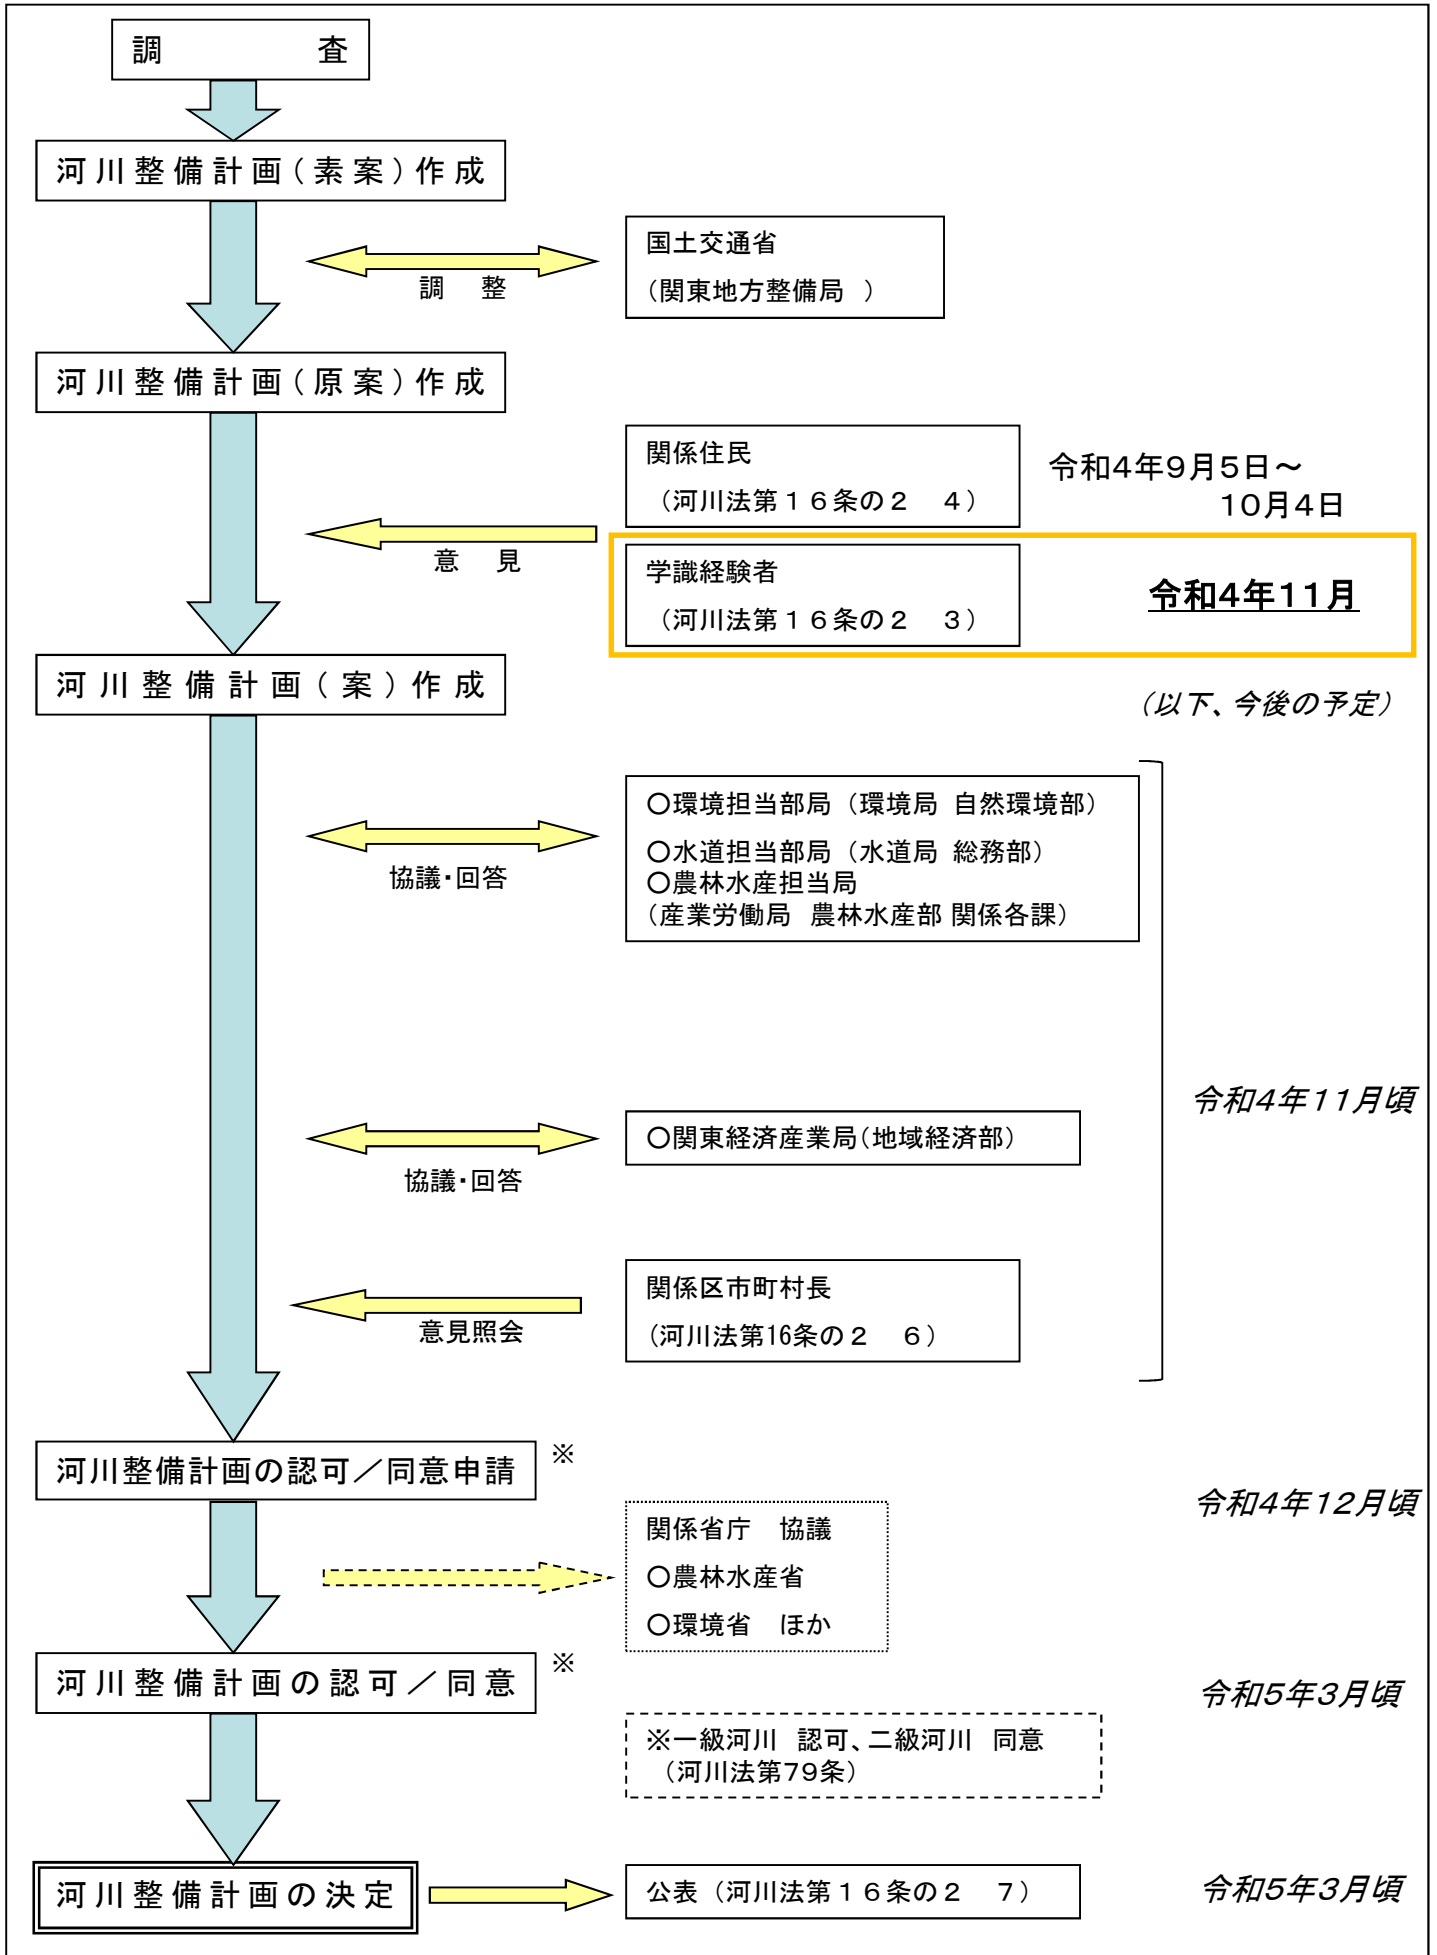 調　　　　　査
河川整備計画（素案）作成
国土交通省
（関東地方整備局　）
調　整
河川整備計画（原案）作成
関係住民
（河川法第１６条の２　４）
令和4年9月5日～
10月4日
意　見
学識経験者
（河川法第１６条の２　３）
令和4年11月
河川整備計画（案）作成
（以下、今後の予定）
○環境担当部局（環境局 自然環境部）
○水道担当部局（水道局 総務部）
○農林水産担当局
（産業労働局　農林水産部 関係各課）
協議・回答
令和4年11月頃
○関東経済産業局（地域経済部）
協議・回答
関係区市町村長
（河川法第16条の２　６）
意見照会
河川整備計画の認可／同意申請
※
令和4年12月頃
関係省庁　協議
○農林水産省
○環境省　ほか
河川整備計画の認可／同意
※
令和5年3月頃
※一級河川　認可、二級河川　同意
（河川法第79条）
河川整備計画の決定
公表（河川法第１６条の２　７）
令和5年3月頃